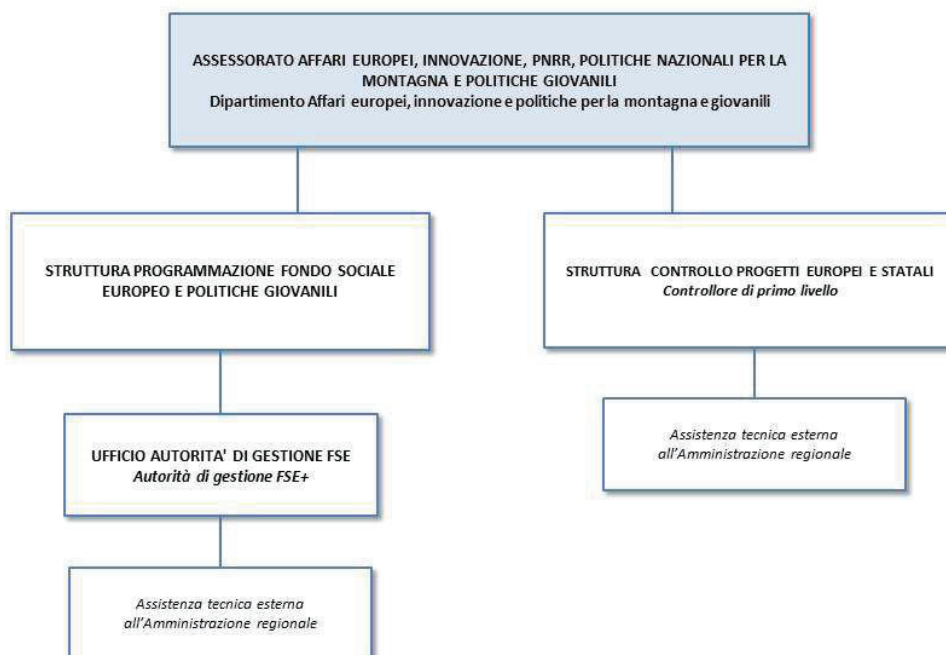 ASSESSORATO AFFARI EUROPEI, INNOVAZIONE, PNRR, POLITICHE NAZIONALI PER LA
MONTAGNA E POLITICHE GIOVANILI
Dipartimento Affari europei, innovazione e politiche per la montagna e giovanili
STRUTTURA PROGRAMMAZIONE FONDO SOCIALE
EUROPEO E POLITICHE GIOVANILI
STRUTTURA CONTROLLO PROGETTI EUROPEI E STATALI
Controllore di primo livello
UFFICIO AUTORITA' DI GESTIONE FSE
Autorità di gestione FSE+
Assistenza tecnica esterna
all'Amministrazione regionale
Assistenza tecnica esterna
all'Amministrazione regionale